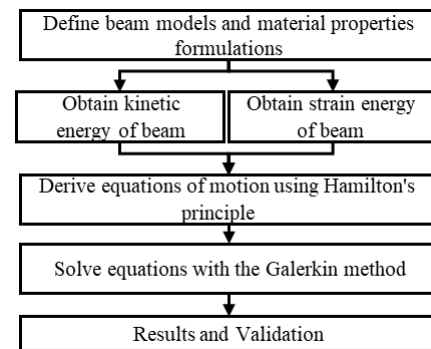 Define beam models and material properties
formulations
Obtain kinetic
energy of beam
Obtain strain energy
of beam
Derive equations of motion using Hamilton's
principle
Solve equations with the Galerkin method
Results and Validation